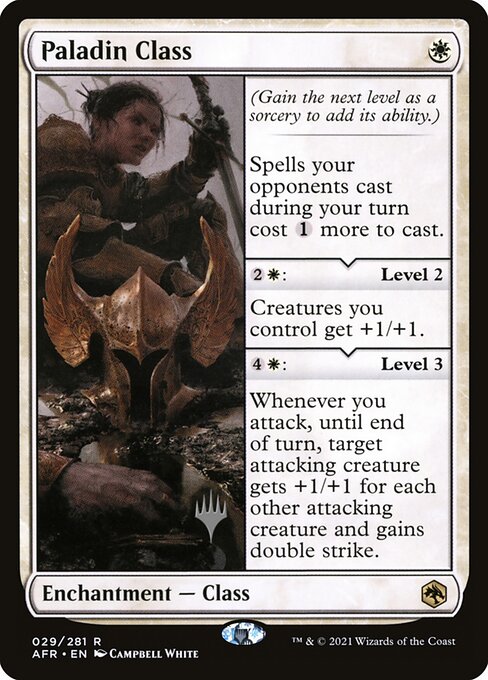 Paladin Class
(Gain the next level as a
sorcery to add its ability.)
Spells your
opponents cast
during your turn
cost 1 more to cast.
2 : Level 2
Creatures you
control get +1/+1.
4 : Level 3
Whenever you
attack, until end
of turn, target
attacking creature
gets +1/+1 for each
other attacking
creature and gains
double strike.
Enchantment — Class
029/281 R
AFR • EN CAMPBELL WHITE
™ & © 2021 Wizards of the Coast